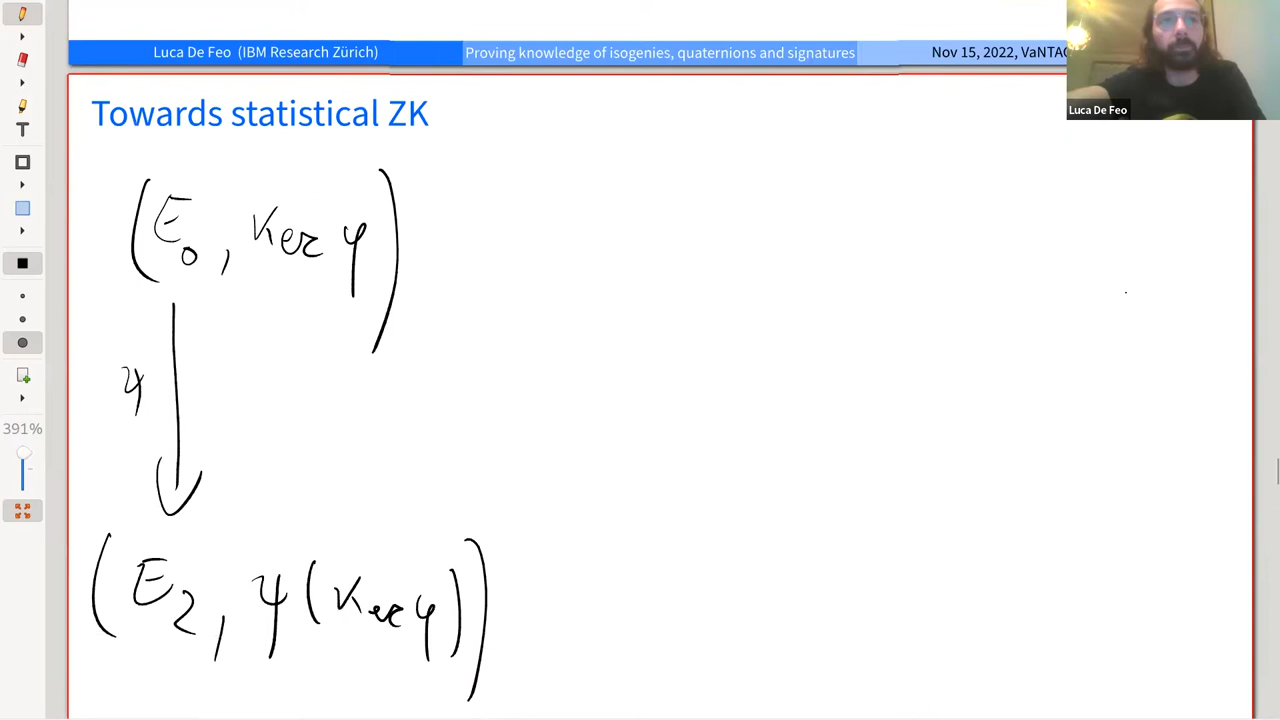 Luca De Feo (IBM Research Zürich) Proving knowledge of isogenies, quaternions and signatures Nov 15, 2022, VaNTAG
Luca De Feo
Towards statistical ZK
(E₀, Ker φ)
T
ψ
391%
(E₂, ψ(Ker φ))